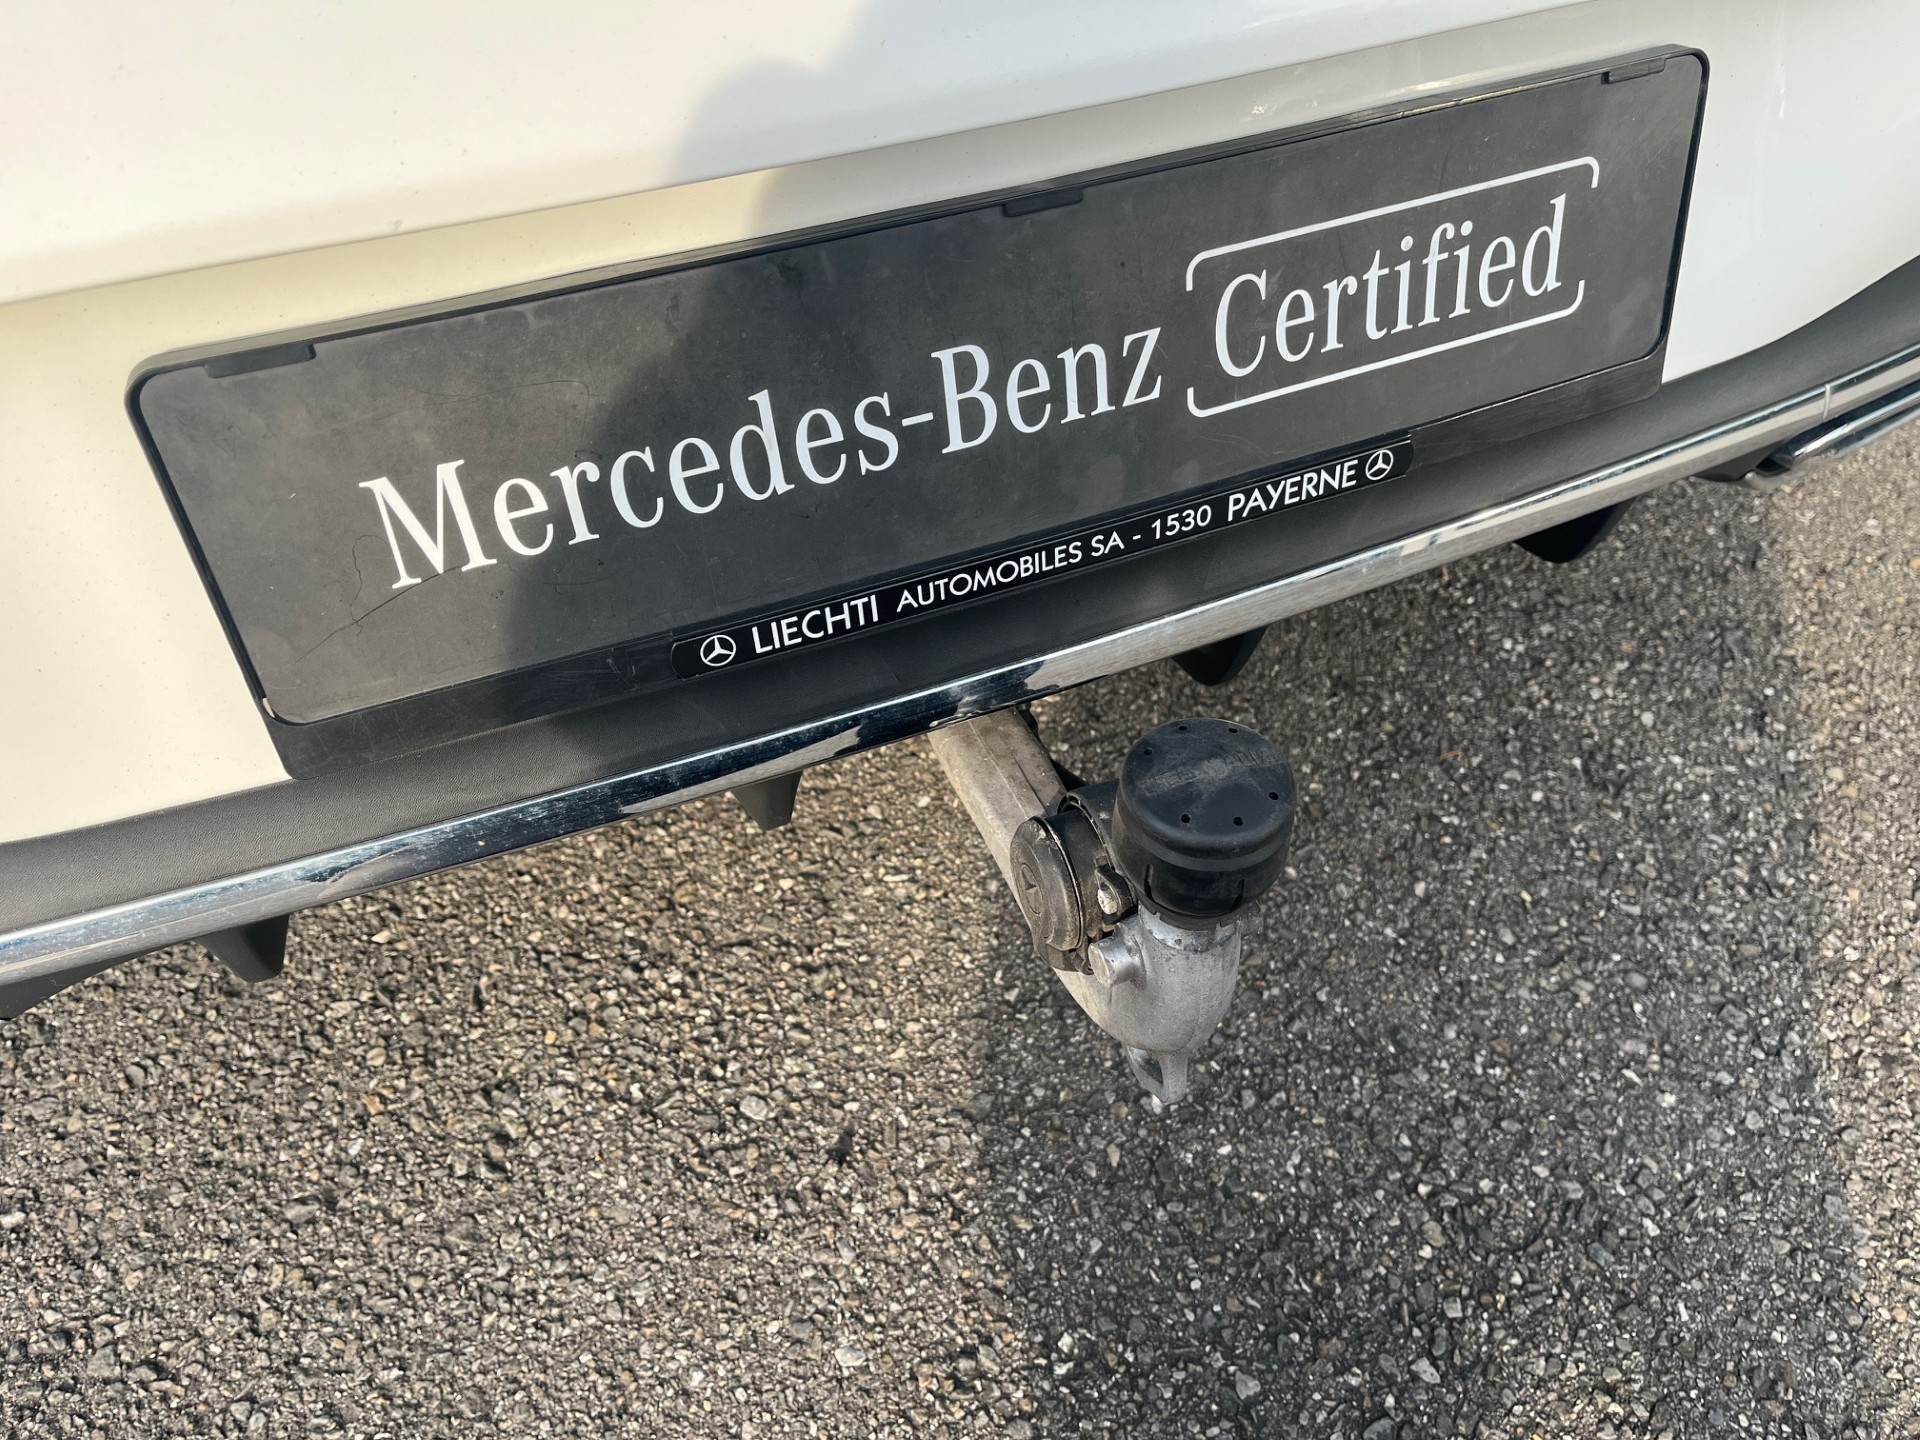 Mercedes-Benz Certified
LIECHTI AUTOMOBILES SA - 1530 PAYERNE